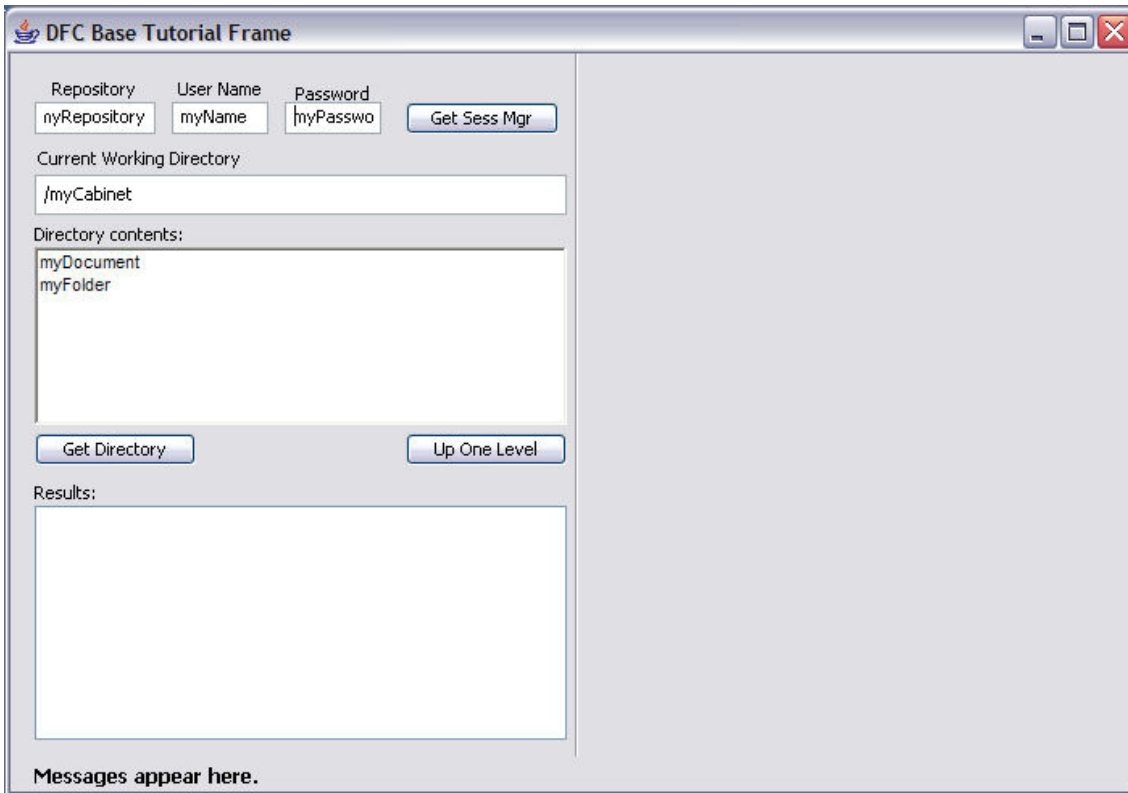 DFC Base Tutorial Frame
Repository User Name Password
myRepository myName myPasswo Get Sess Mgr
Current Working Directory
/myCabinet
Directory contents:
myDocument
myFolder
Get Directory Up One Level
Results:
Messages appear here.